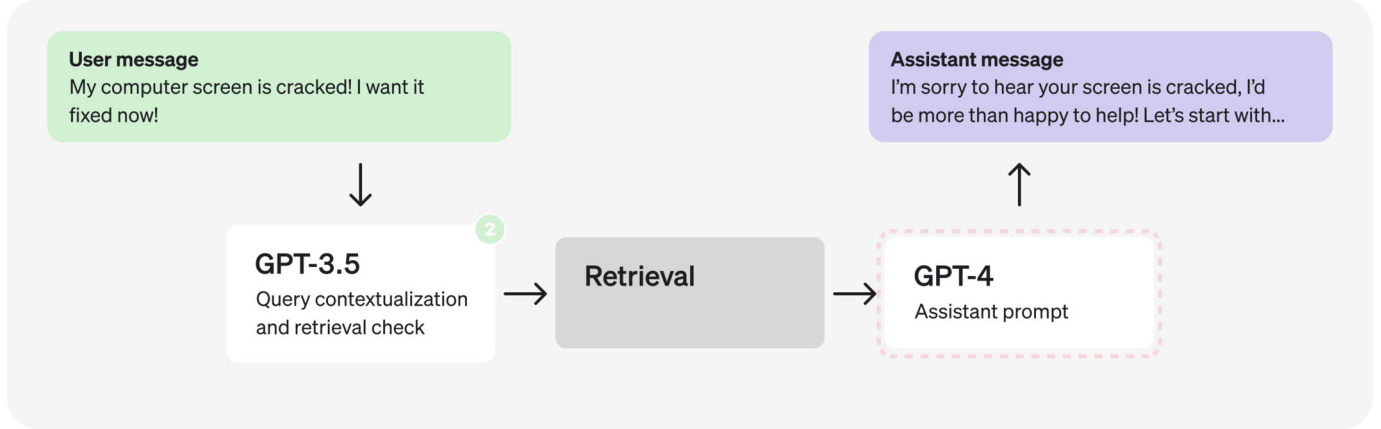 User message
My computer screen is cracked! I want it
fixed now!
Assistant message
I'm sorry to hear your screen is cracked, I'd
be more than happy to help! Let's start with...
2
GPT-3.5
Query contextualization
and retrieval check
Retrieval
GPT-4
Assistant prompt